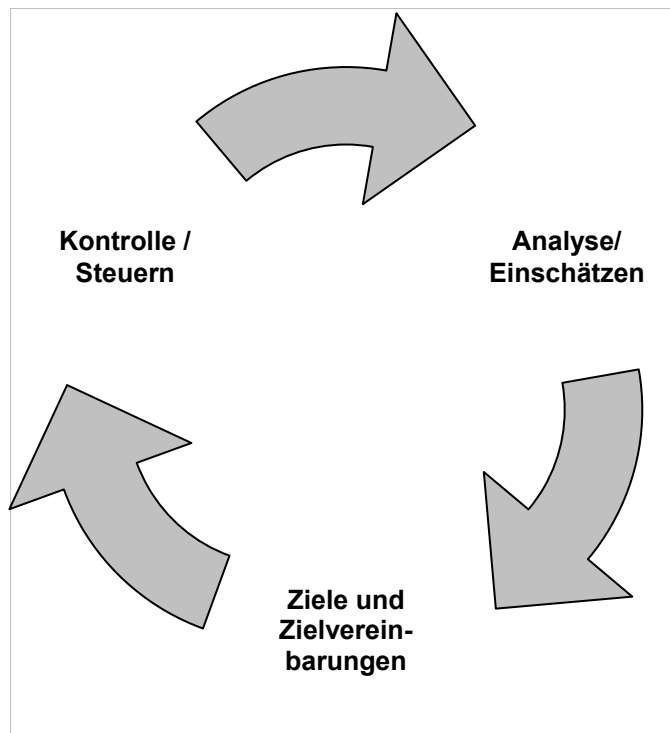 Kontrolle /
Steuern
Analyse/
Einschätzen
Ziele und
Zielverein-
barungen